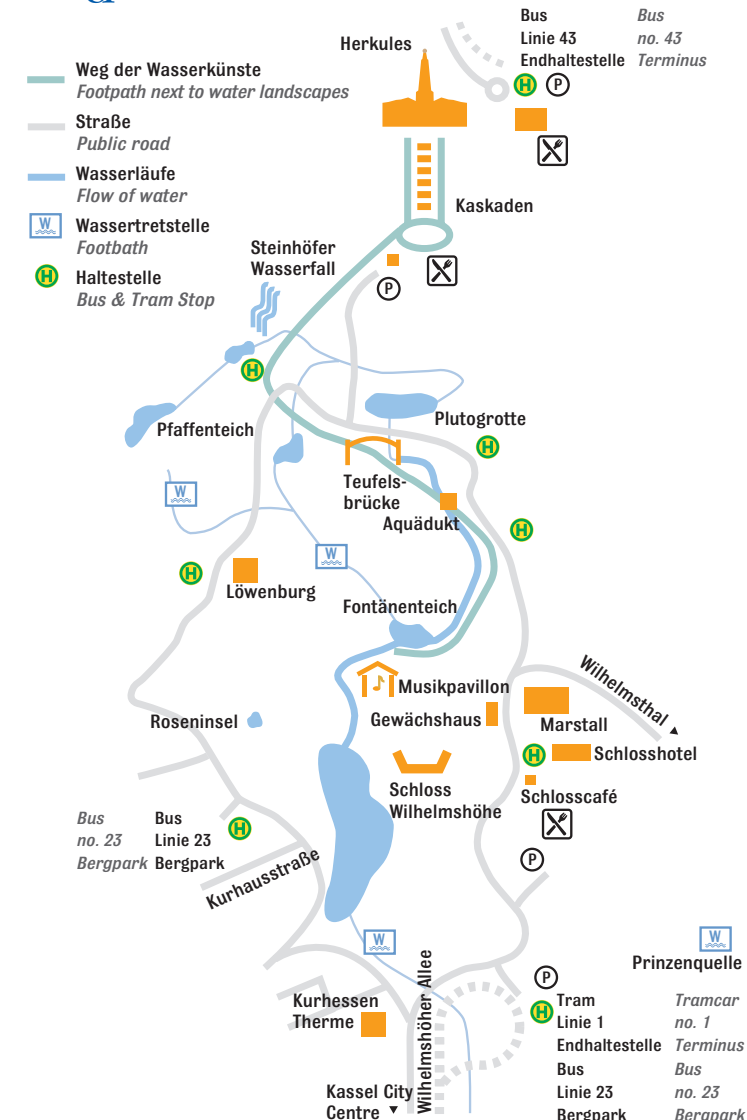 Bus Bus
Linie 43 no. 43
Endhaltestelle Terminus
H P
Herkules
Weg der Wasserkünste
Footpath next to water landscapes
Straße
Public road
Wasserläufe
Flow of water
W
Wassertretstelle
Footbath
H
Haltestelle
Bus & Tram Stop
Kaskaden
Steinhöfer
Wasserfall
P
H
Pfaffenteich
Plutogrotte
H
Teufels-
brücke
Aquädukt
W
H
W
H
Löwenburg
Fontänenteich
Musikpavillon
Wilhelmsthal
Gewächshaus
Marstall
Roseninsel
H
Schlosshotel
Schloss
Wilhelmshöhe
Schlosscafé
Bus Bus
no. 23 Linie 23
Bergpark Bergpark
H
P
Kurhausstraße
W
W
Prinzenquelle
Wilhelmshöher Allee
P
H
Tram Tramcar
Linie 1 no. 1
Endhaltestelle Terminus
Bus Bus
Linie 23 no. 23
Bergpark Bergpark
Kurhessen
Therme
Kassel City
Centre